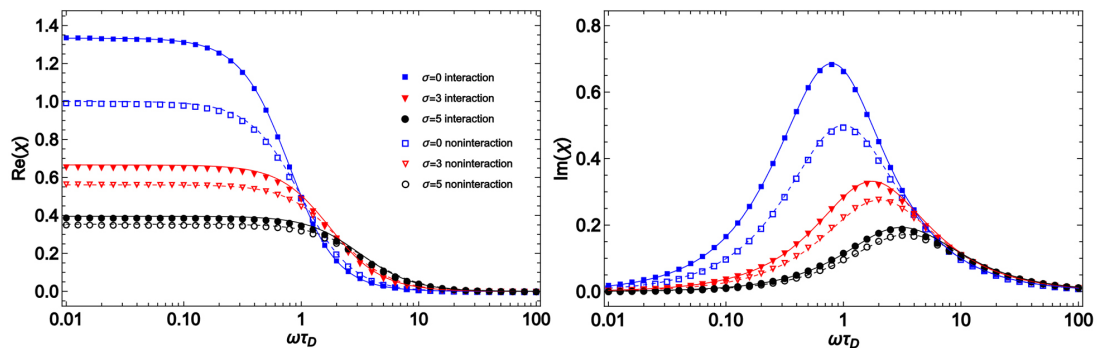 1.4
1.2
1.0
0.8
0.6
0.4
0.2
0.0
Re(χ)
0.01
0.10
1
10
100
ωτD
σ=0 interaction
σ=3 interaction
σ=5 interaction
σ=0 noninteraction
σ=3 noninteraction
σ=5 noninteraction
0.8
0.6
0.4
0.2
0.0
Im(χ)
0.01
0.10
1
10
100
ωτD